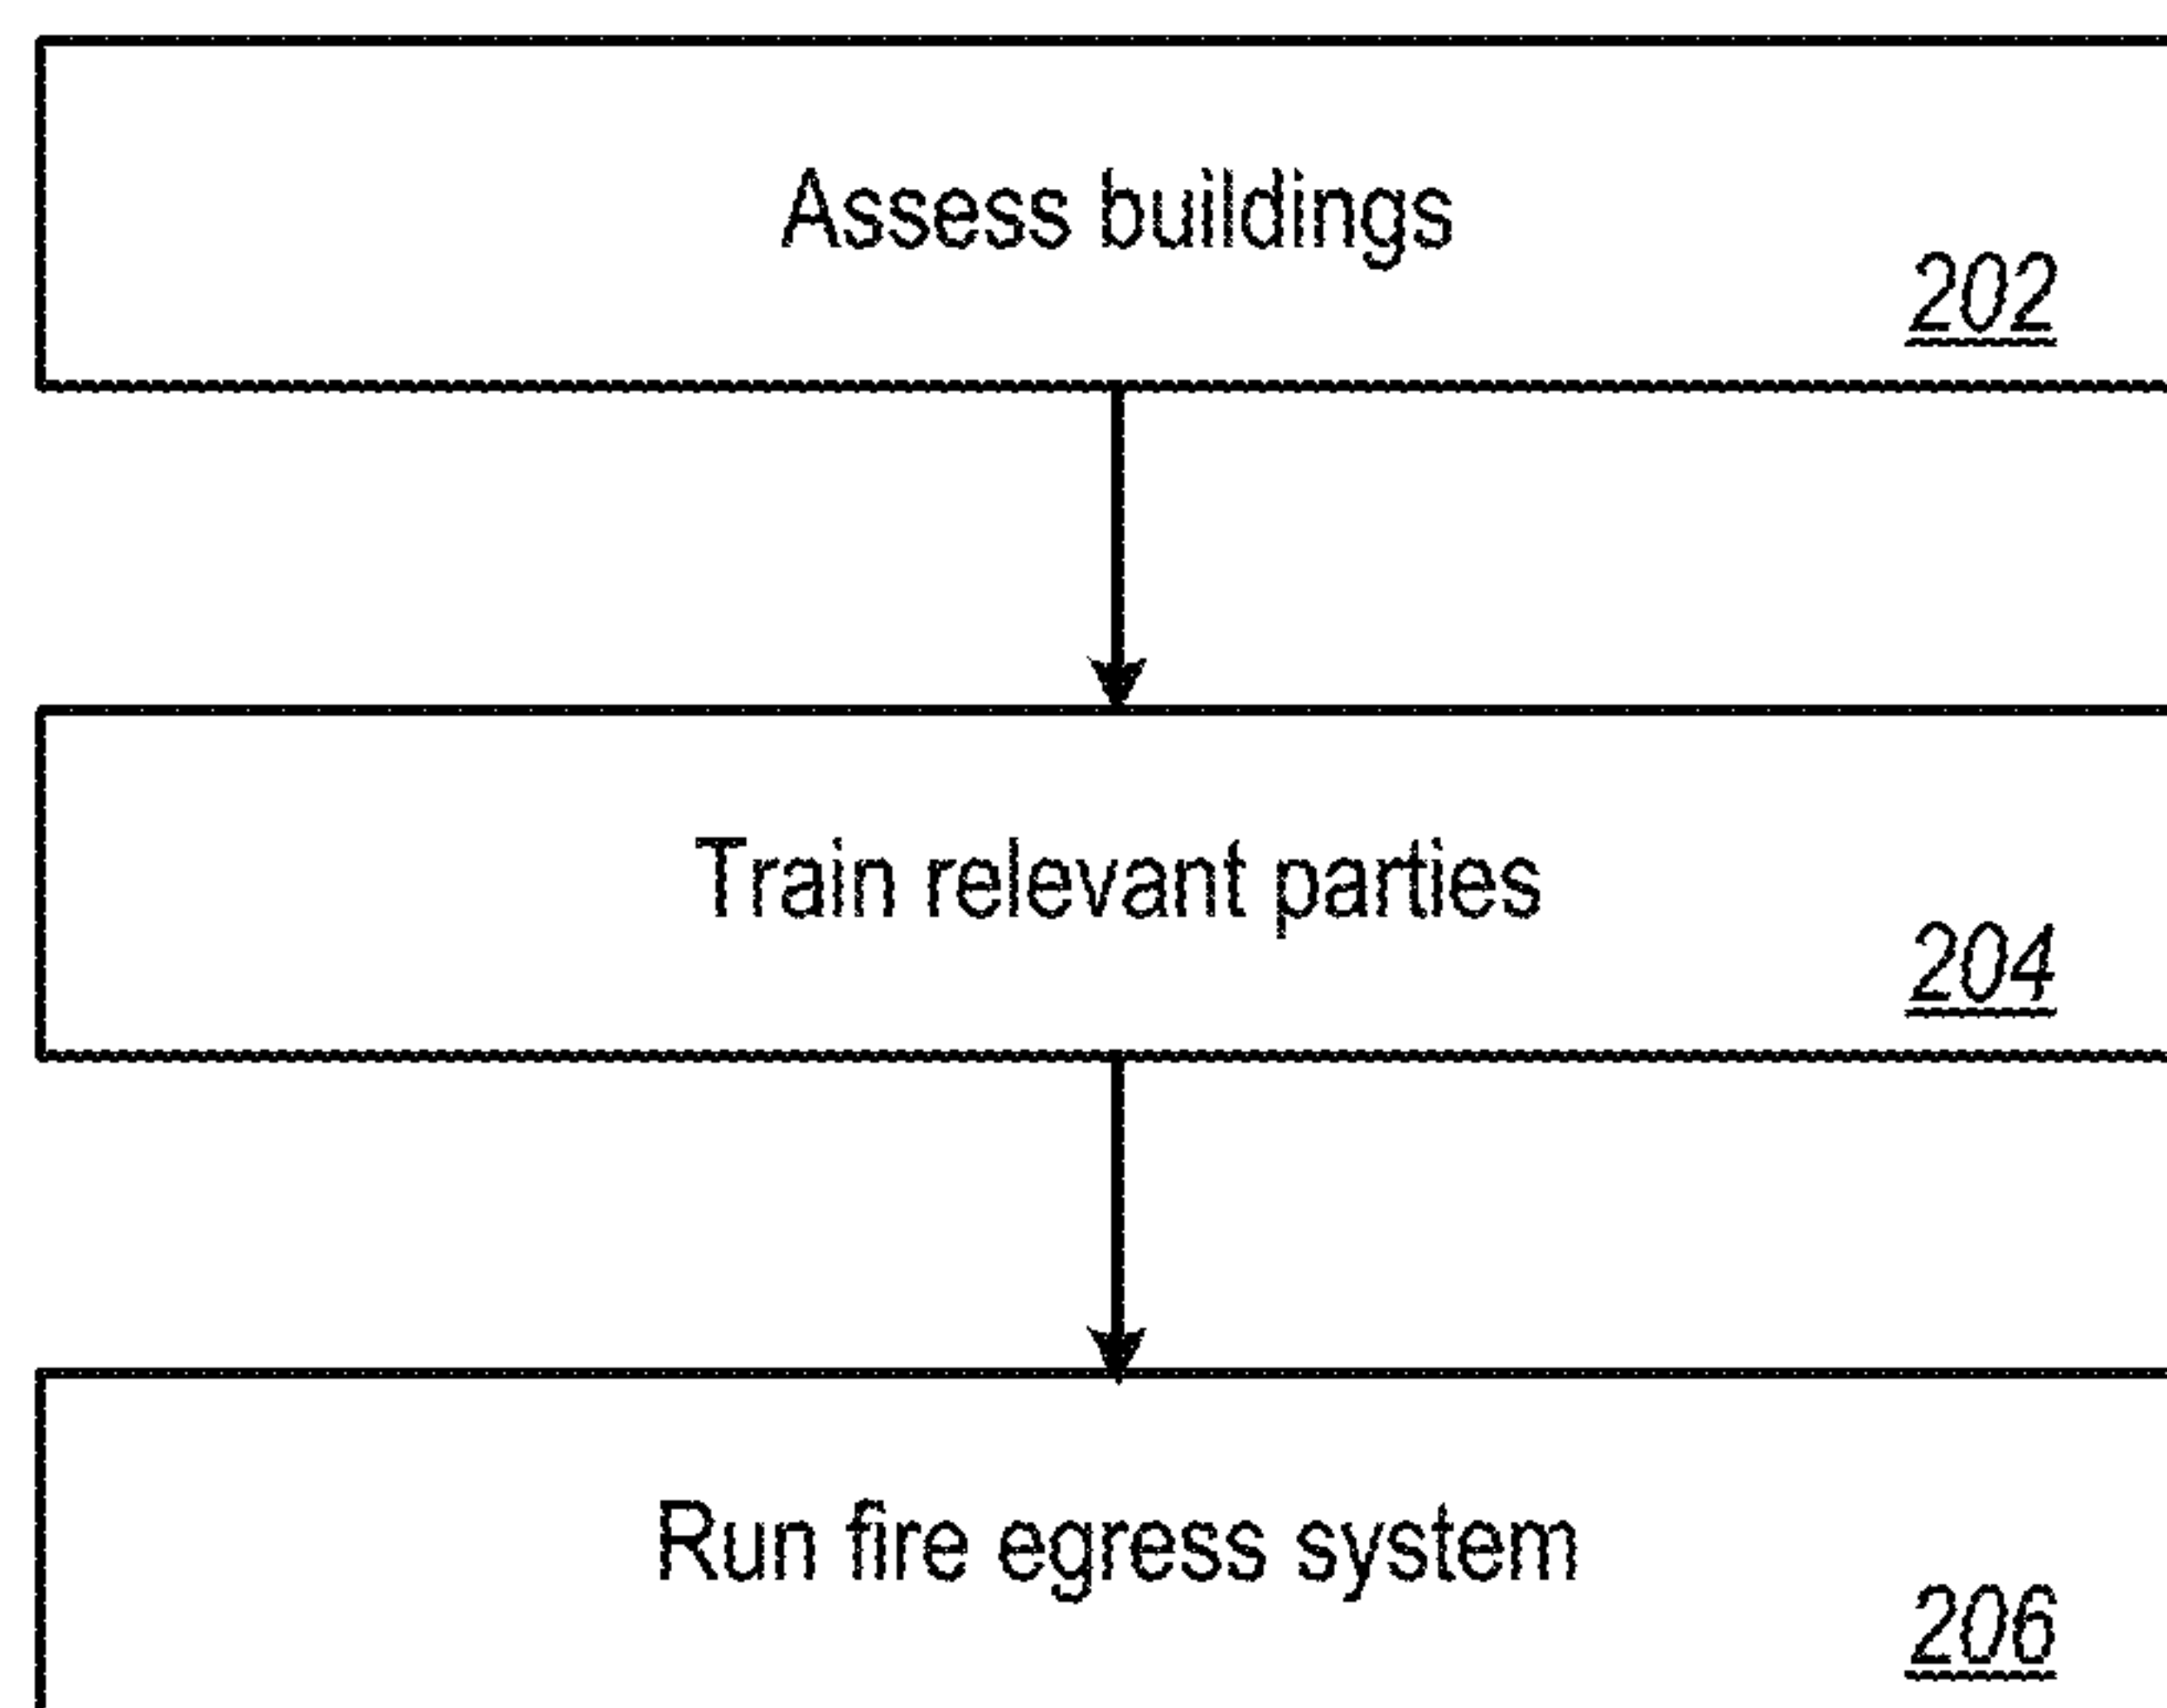 Assess buildings
202
Train relevant parties
204
Run fire egress system
206